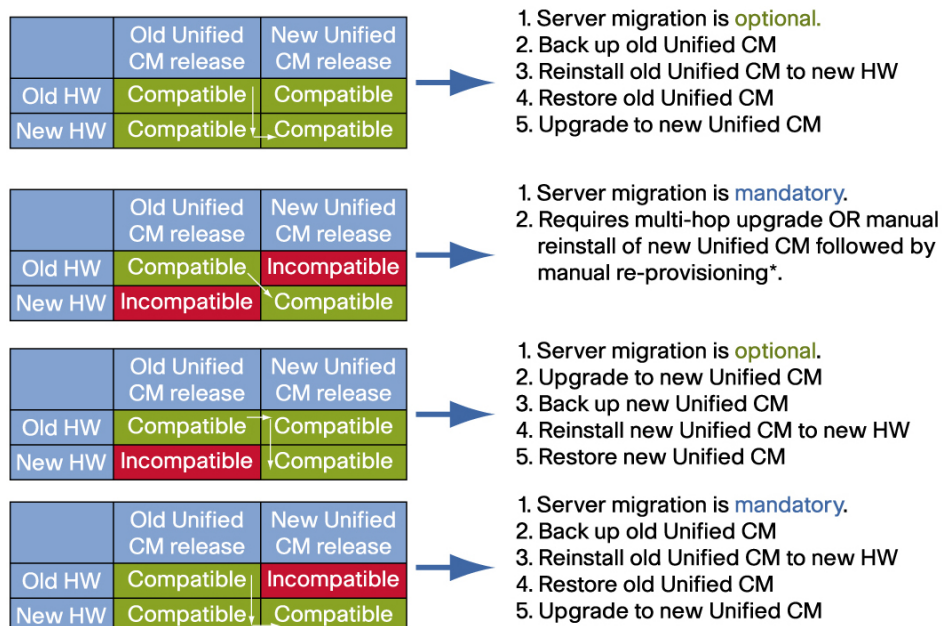 Old Unified CM release New Unified CM release
Old HW Compatible Compatible
New HW Compatible Compatible
1. Server migration is optional.
2. Back up old Unified CM
3. Reinstall old Unified CM to new HW
4. Restore old Unified CM
5. Upgrade to new Unified CM
Old Unified CM release New Unified CM release
Old HW Compatible Incompatible
New HW Incompatible Compatible
1. Server migration is mandatory.
2. Requires multi-hop upgrade OR manual
reinstall of new Unified CM followed by
manual re-provisioning*.
Old Unified CM release New Unified CM release
Old HW Compatible Compatible
New HW Incompatible Compatible
1. Server migration is optional.
2. Upgrade to new Unified CM
3. Back up new Unified CM
4. Reinstall new Unified CM to new HW
5. Restore new Unified CM
Old Unified CM release New Unified CM release
Old HW Compatible Incompatible
New HW Compatible Compatible
1. Server migration is mandatory.
2. Back up old Unified CM
3. Reinstall old Unified CM to new HW
4. Restore old Unified CM
5. Upgrade to new Unified CM